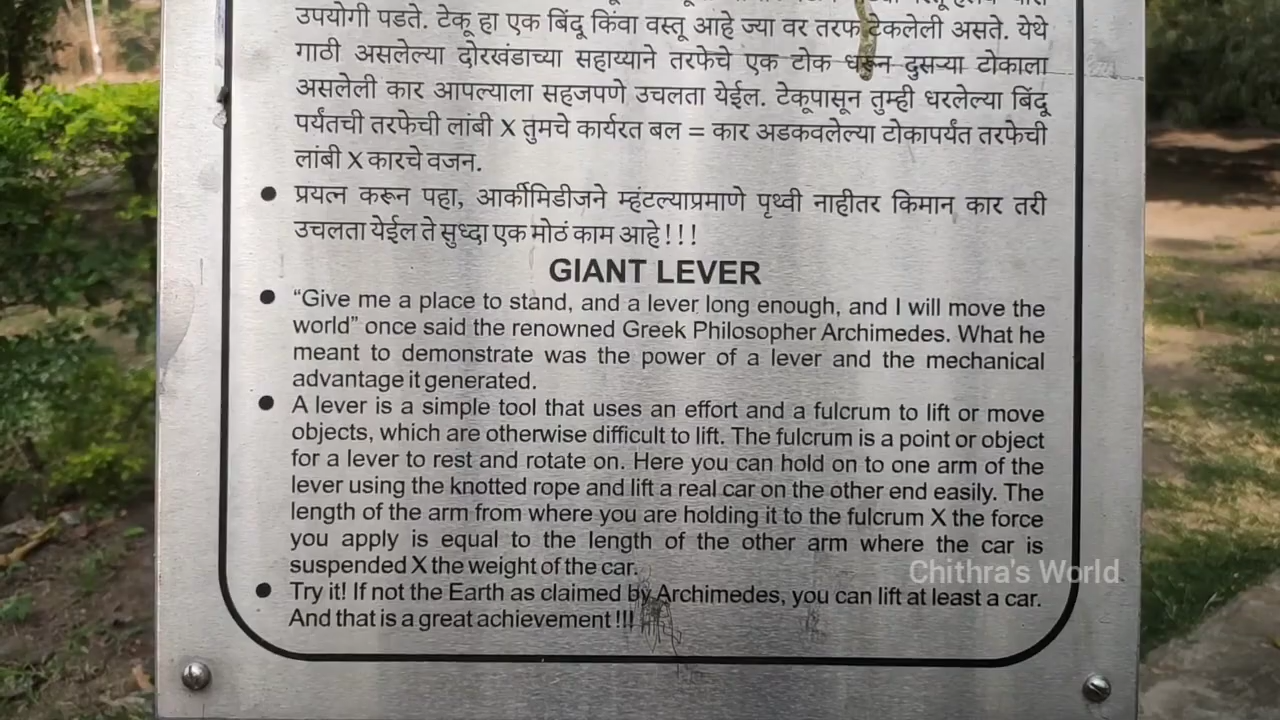 उपयोगी पडते. टेकू हा एक बिंदू किंवा वस्तू आहे ज्या वर तरफ टेकलेली असते. येथे
गाठी असलेल्या दोरखंडाच्या सहाय्याने तरफेचे एक टोक धरून दुसऱ्या टोकाला
असलेली कार आपल्याला सहजपणे उचलता येईल. टेकूपासून तुम्ही धरलेल्या बिंदू
पर्यंतची तरफेची लांबी X तुमचे कार्यरत बल = कार अडकवलेल्या टोकापर्यंत तरफेची
लांबी X कारचे वजन.
● प्रयत्न करून पहा, आर्कीमिडीजने म्हंटल्याप्रमाणे पृथ्वी नाहीतर किमान कार तरी
उचलता येईल ते सुध्दा एक मोठं काम आहे ! ! !
GIANT LEVER
● “Give me a place to stand, and a lever long enough, and I will move the
world” once said the renowned Greek Philosopher Archimedes. What he
meant to demonstrate was the power of a lever and the mechanical
advantage it generated.
● A lever is a simple tool that uses an effort and a fulcrum to lift or move
objects, which are otherwise difficult to lift. The fulcrum is a point or object
for a lever to rest and rotate on. Here you can hold on to one arm of the
lever using the knotted rope and lift a real car on the other end easily. The
length of the arm from where you are holding it to the fulcrum X the force
you apply is equal to the length of the other arm where the car is
suspended X the weight of the car.
Chithra's World
● Try it! If not the Earth as claimed by Archimedes, you can lift at least a car.
And that is a great achievement !!!